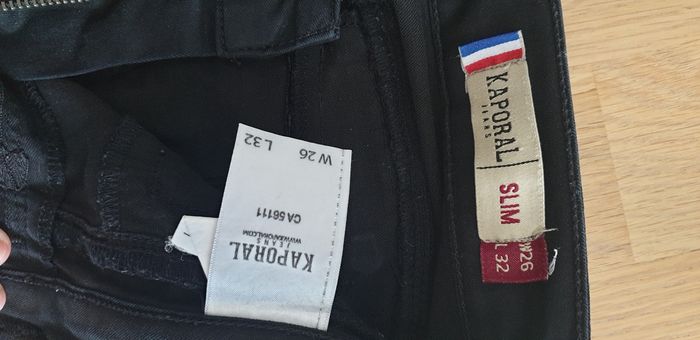 KAPORAL
JEANS
SLIM
W26
L 32
KAPORAL
JEANS
WWW.KAPORAL.COM
CA 56111
W 26 L 32